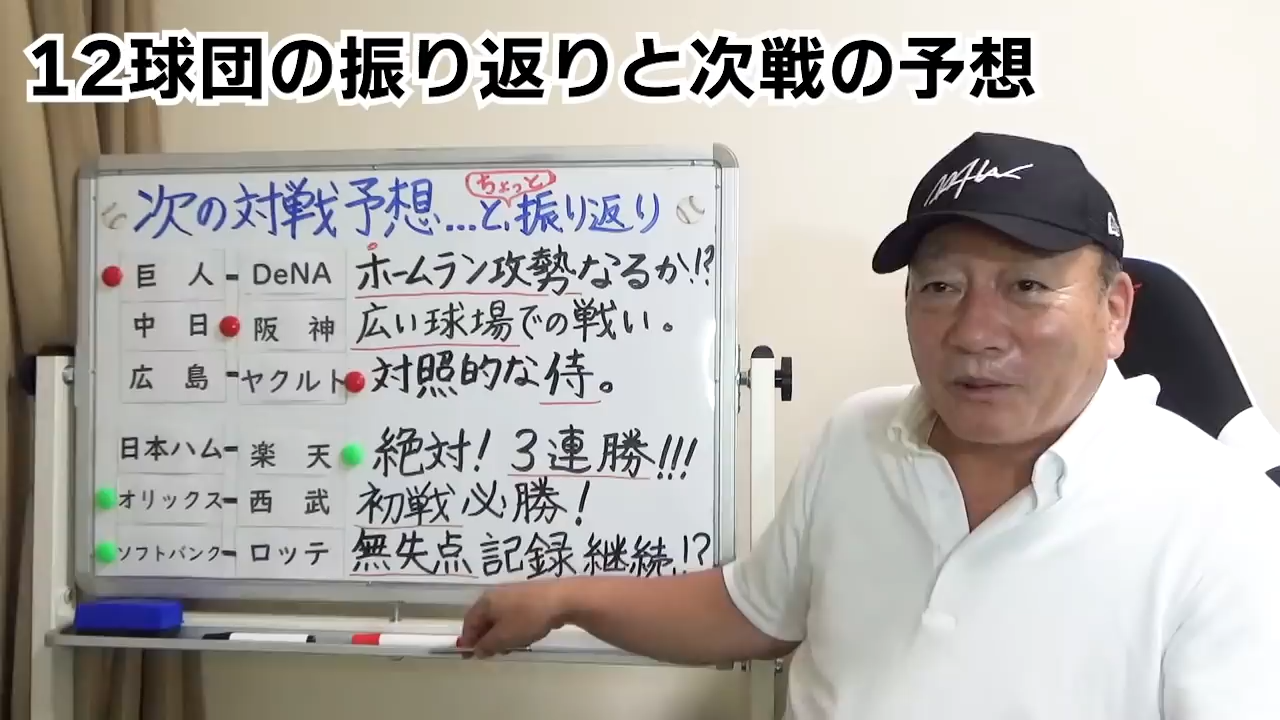 12球団の振り返りと次戦の予想
次の対戦予想…と、振り返り
ちょっと
巨人-DeNA ホームラン攻勢なるか!?
中日 阪神 広い球場での戦い。
広島-ヤクルト 対照的な侍。
日本ハム-楽天 絶対!3連勝!!!
オリックス-西武 初戦必勝!
ソフトバンク-ロッテ 無失点記録継続!?